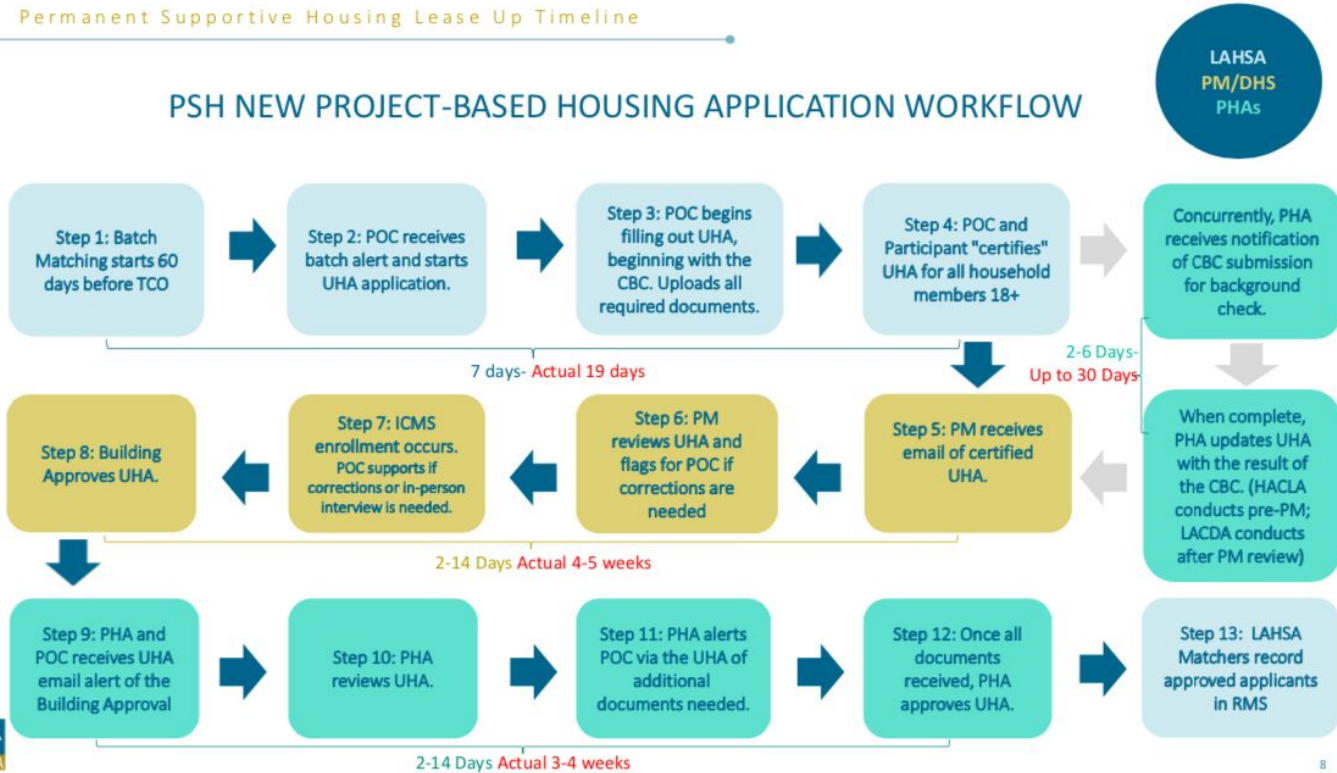 Permanent Supportive Housing Lease Up Timeline
LAHSA
PM/DHS
PHAs
PSH NEW PROJECT-BASED HOUSING APPLICATION WORKFLOW
Step 1: Batch
Matching starts 60
days before TCO
Step 2: POC receives
batch alert and starts
UHA application.
Step 3: POC begins
filling out UHA,
beginning with the
CBC. Uploads all
required documents.
Step 4: POC and
Participant "certifies"
UHA for all household
members 18+
Concurrently, PHA
receives notification
of CBC submission
for background
check.
7 days- Actual 19 days
2-6 Days-
Up to 30 Days
Step 8: Building
Approves UHA.
Step 7: ICMS
enrollment occurs.
POC supports if
corrections or in-person
interview is needed.
Step 6: PM
reviews UHA and
flags for POC if
corrections are
needed
Step 5: PM receives
email of certified
UHA.
When complete,
PHA updates UHA
with the result of
the CBC. (HACLA
conducts pre-PM;
LACDA conducts
after PM review)
2-14 Days Actual 4-5 weeks
Step 9: PHA and
POC receives UHA
email alert of the
Building Approval
Step 10: PHA
reviews UHA.
Step 11: PHA alerts
POC via the UHA of
additional
documents needed.
Step 12: Once all
documents
received, PHA
approves UHA.
Step 13: LAHSA
Matchers record
approved applicants
in RMS
2-14 Days Actual 3-4 weeks
8